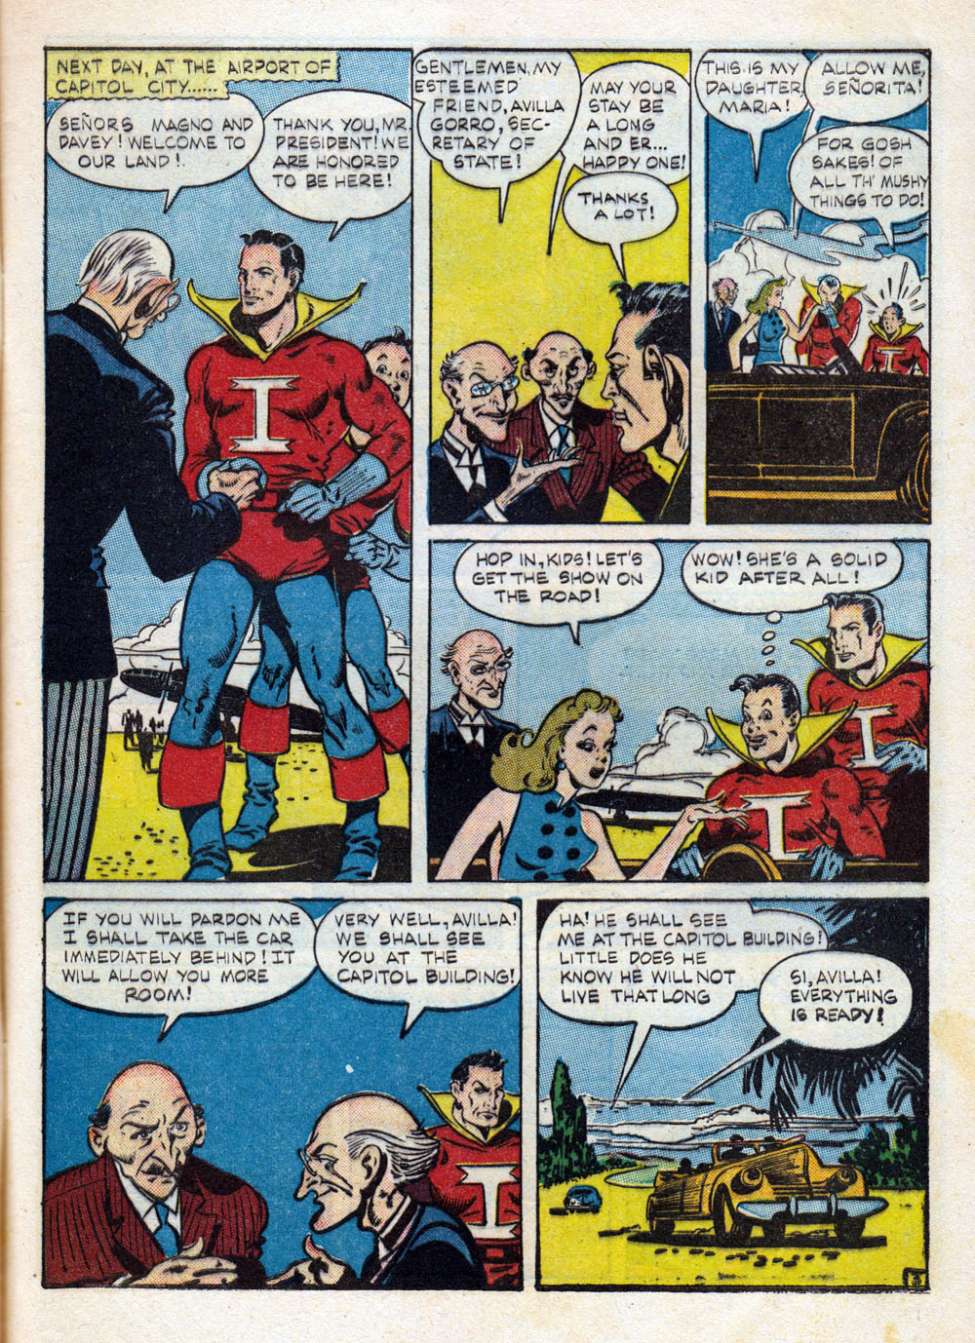 NEXT DAY, AT THE AIRPORT OF
CAPITOL CITY......
SEÑORS MAGNO AND
DAVEY! WELCOME TO
OUR LAND!
THANK YOU, MR.
PRESIDENT! WE
ARE HONORED
TO BE HERE!
I
GENTLEMEN, MY
ESTEEMED
FRIEND, AVILLA
GORRO, SEC-
RETARY OF
STATE!
MAY YOUR
STAY BE
A LONG
AND ER...
HAPPY ONE!
THANKS
A LOT!
THIS IS MY
DAUGHTER,
MARIA!
ALLOW ME,
SEÑORITA!
FOR GOSH
SAKES! OF
ALL TH' MUSHY
THINGS TO DO!
I
HOP IN, KIDS! LET'S
GET THE SHOW ON
THE ROAD!
WOW! SHE'S A SOLID
KID AFTER ALL!
I
I
IF YOU WILL PARDON ME
I SHALL TAKE THE CAR
IMMEDIATELY BEHIND! IT
WILL ALLOW YOU MORE
ROOM!
VERY WELL, AVILLA!
WE SHALL SEE
YOU AT THE
CAPITOL BUILDING!
I
HA! HE SHALL SEE
ME AT THE CAPITOL BUILDING!
LITTLE DOES HE
KNOW HE WILL NOT
LIVE THAT LONG
SI, AVILLA!
EVERYTHING
IS READY!
3